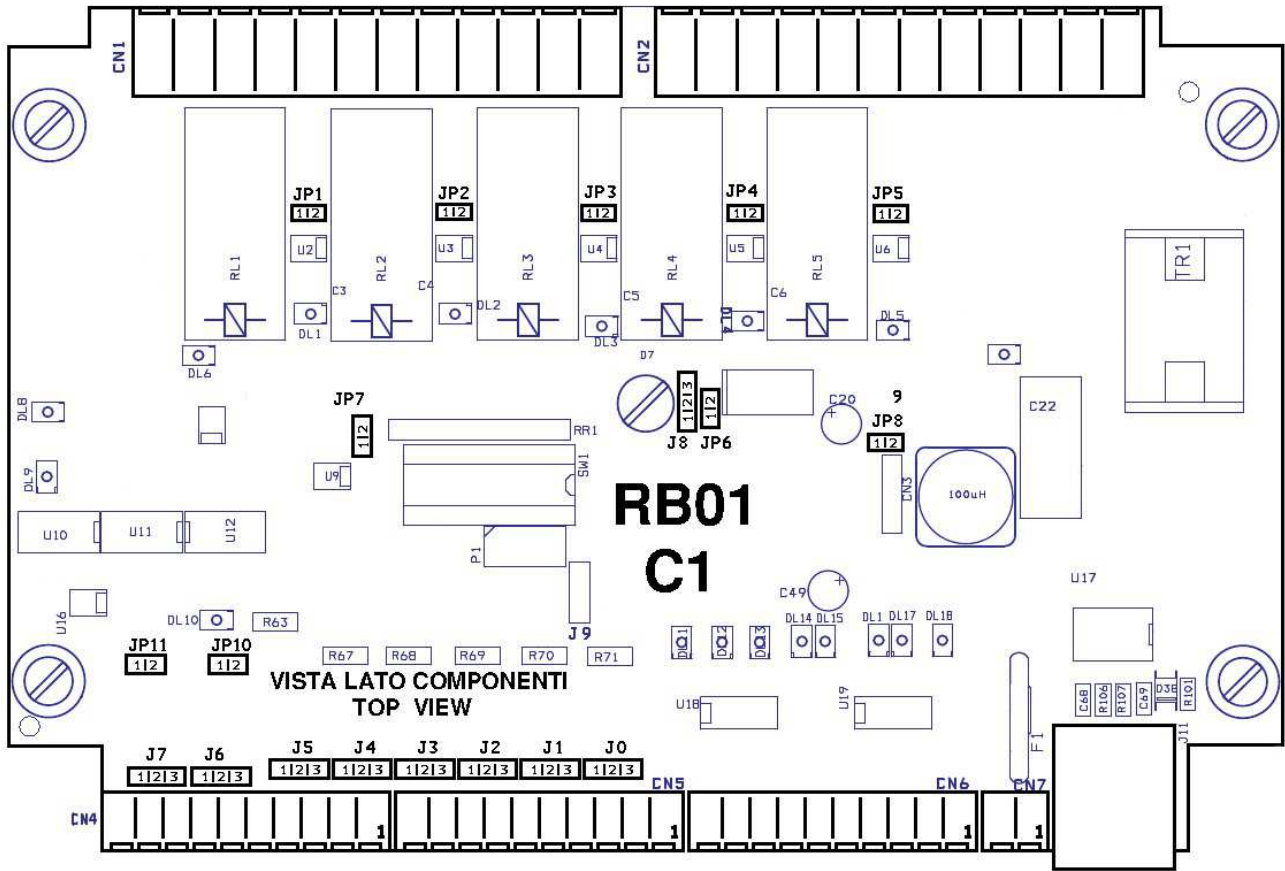 CN1
CN2
JP1 JP2 JP3 JP4 JP5
1 2 1 2 1 2 1 2 1 2
U2 U3 U4 U5 U6
RL1 RL2 RL3 RL4 RL5
TR1
C3 C4 C5 C6
DL1 DL2 DL3 DL4 DL5
DL6
D7
DL8
JP7
1 2
RR1
1 2 3
J8
1 2
JP6
C20
9
JP8
1 2
C22
DL9
U9
SW1
CN3
100uH
RB01
C1
U10 U11 U12
P1
J9
C49
U17
U16
DL10
R63
DL11 DL12 DL13 DL14 DL15 DL1 DL17 DL18
JP11 JP10
1 2 1 2
R67 R68 R69 R70 R71
VISTA LATO COMPONENTI
TOP VIEW
U18 U19
C68 R106 R107 C69 D38 R101
F1
J11
J7 J6 J5 J4 J3 J2 J1 J0
1 2 3 1 2 3 1 2 3 1 2 3 1 2 3 1 2 3 1 2 3 1 2 3
CN4 CN5 CN6 CN7
1 1 1 1